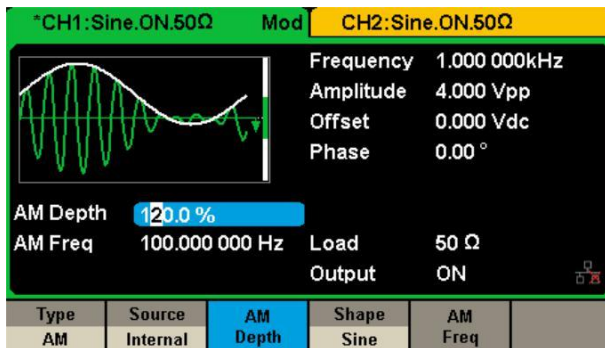 *CH1:Sine.ON.50Ω Mod
CH2:Sine.ON.50Ω
Frequency 1.000 000kHz
Amplitude 4.000 Vpp
Offset 0.000 Vdc
Phase 0.00 °
AM Depth 120.0 %
AM Freq 100.000 000 Hz
Load 50 Ω
Output ON
Type
AM
Source
Internal
AM
Depth
Shape
Sine
AM
Freq